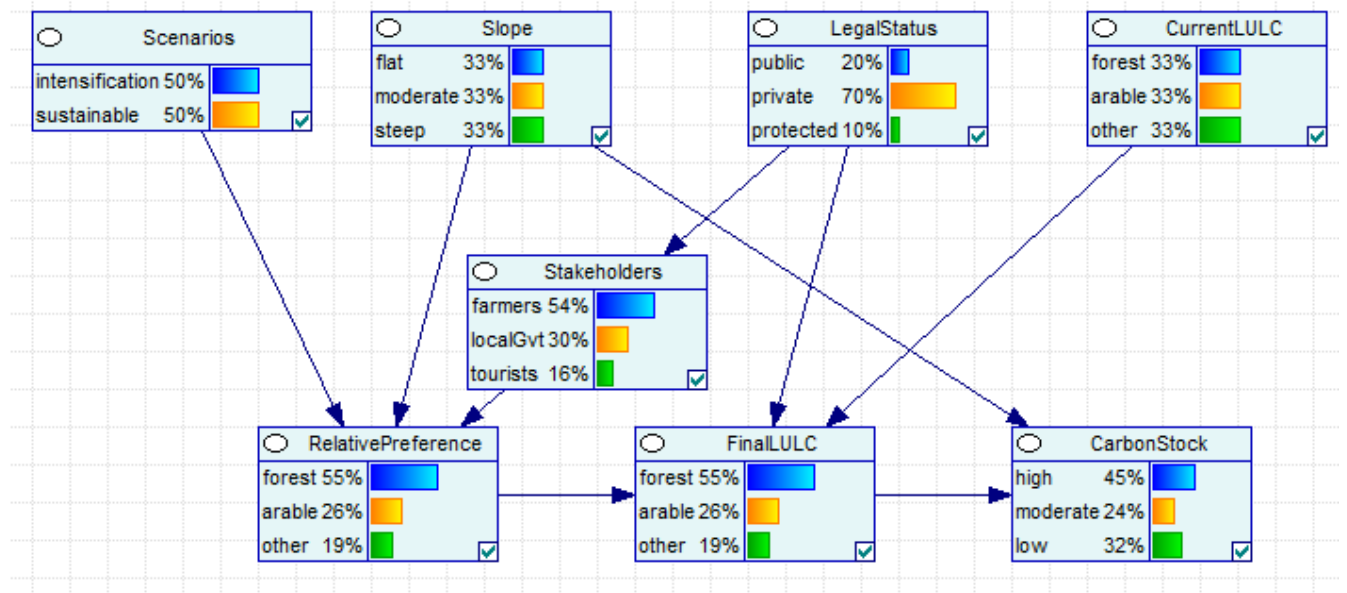 Scenarios
intensification 50%
sustainable 50%
Slope
flat 33%
moderate 33%
steep 33%
LegalStatus
public 20%
private 70%
protected 10%
CurrentLULC
forest 33%
arable 33%
other 33%
Stakeholders
farmers 54%
localGvt 30%
tourists 16%
RelativePreference
forest 55%
arable 26%
other 19%
FinalLULC
forest 55%
arable 26%
other 19%
CarbonStock
high 45%
moderate 24%
low 32%